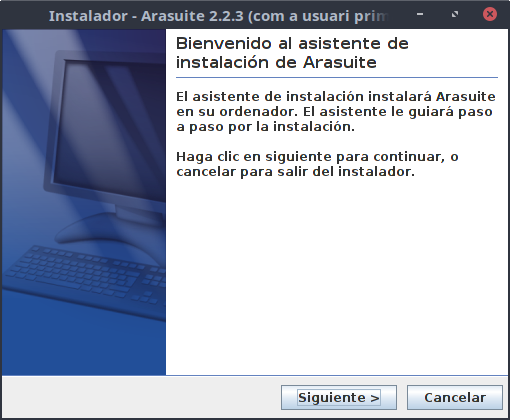 Instalador - Arasuite 2.2.3 (com a usuari prim
Bienvenido al asistente de
instalación de Arasuite
El asistente de instalación instalará Arasuite
en su ordenador. El asistente le guiará paso
a paso por la instalación.
Haga clic en siguiente para continuar, o
cancelar para salir del instalador.
Siguiente >
Cancelar